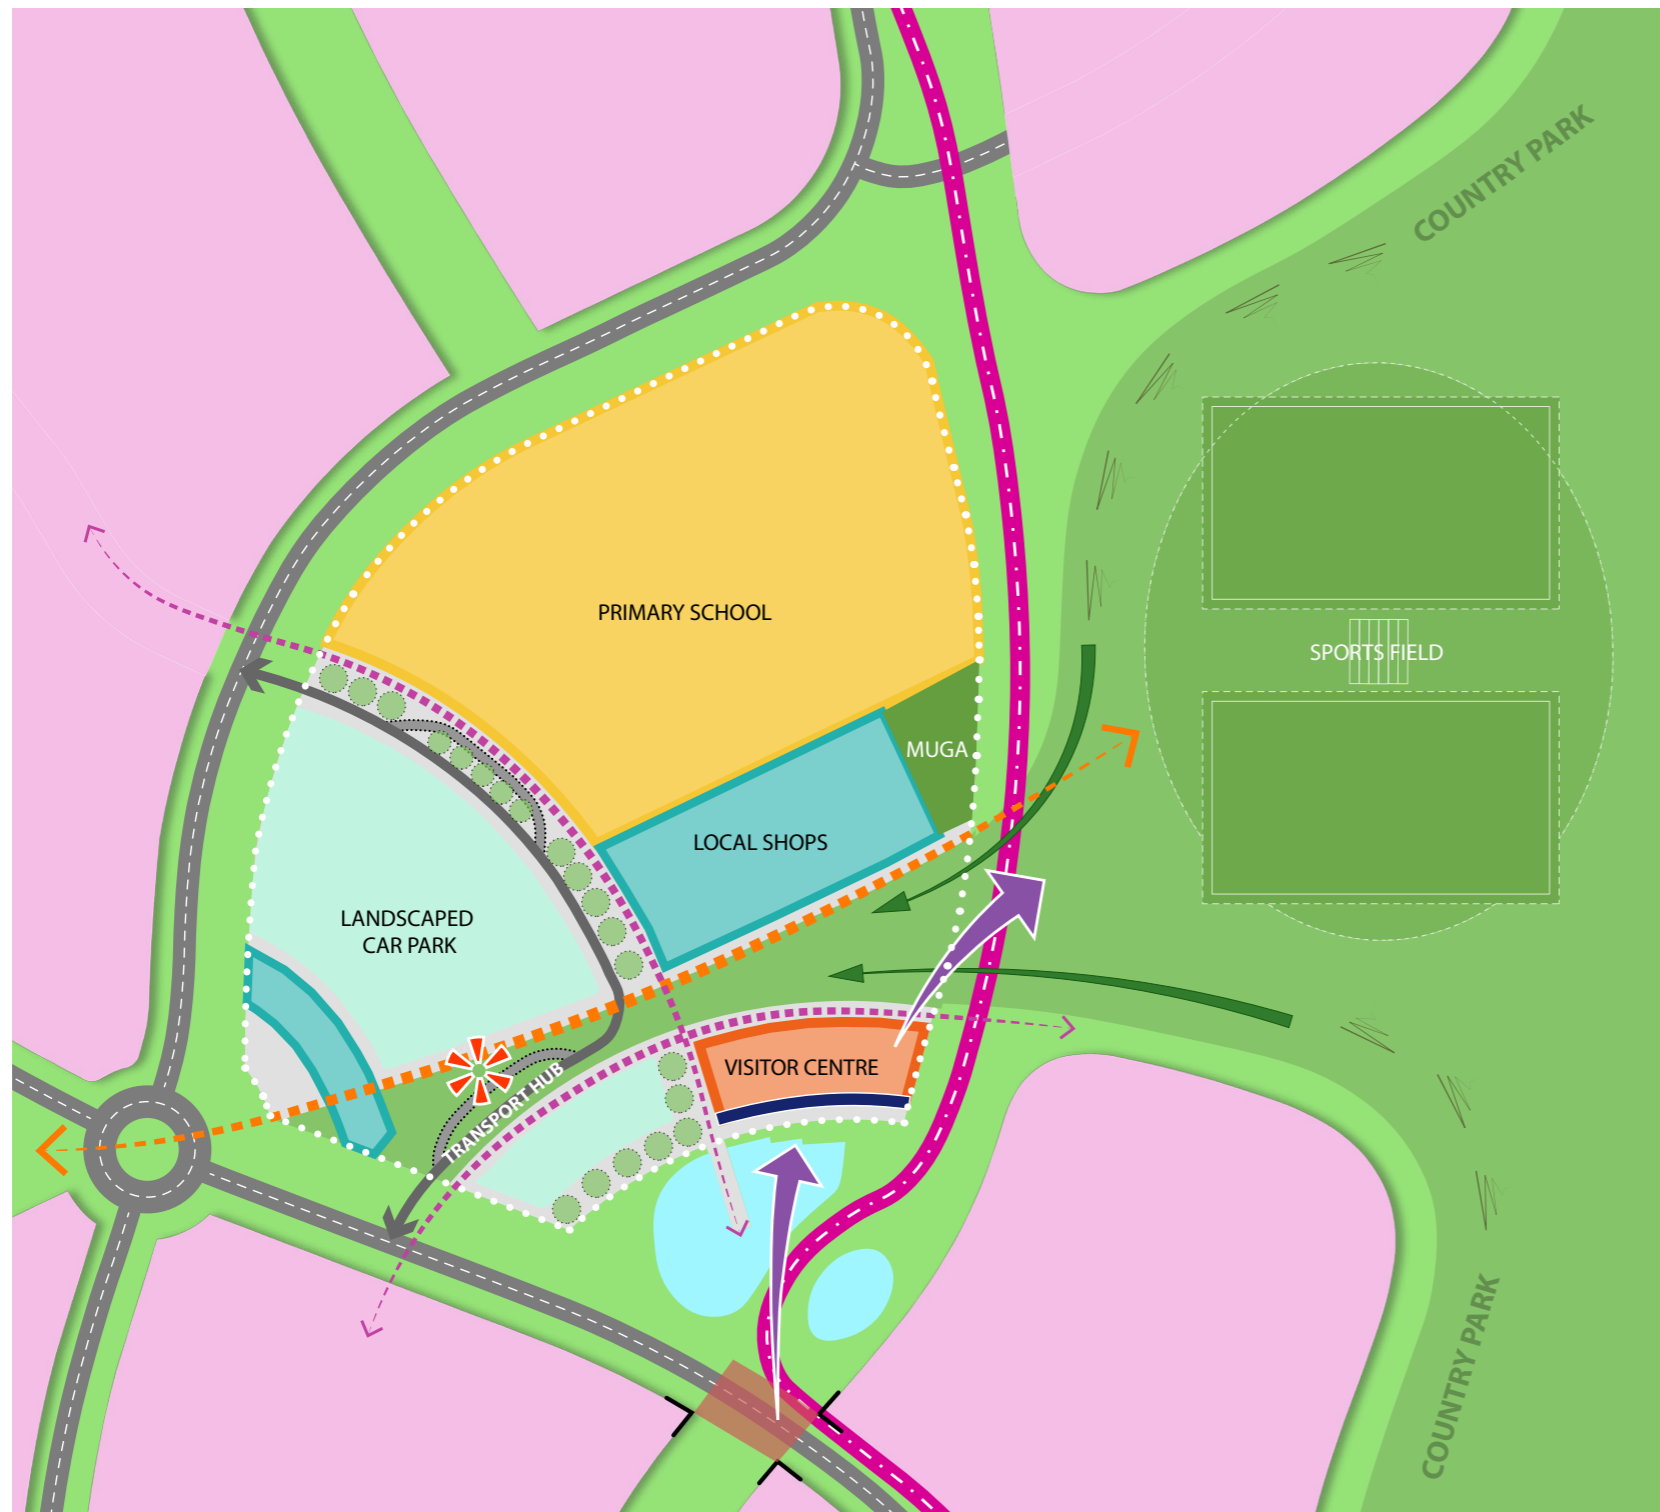 COUNTRY PARK
PRIMARY SCHOOL
SPORTS FIELD
MUGA
LOCAL SHOPS
LANDSCAPED
CAR PARK
VISITOR CENTRE
TRANSPORT HUB
COUNTRY PARK